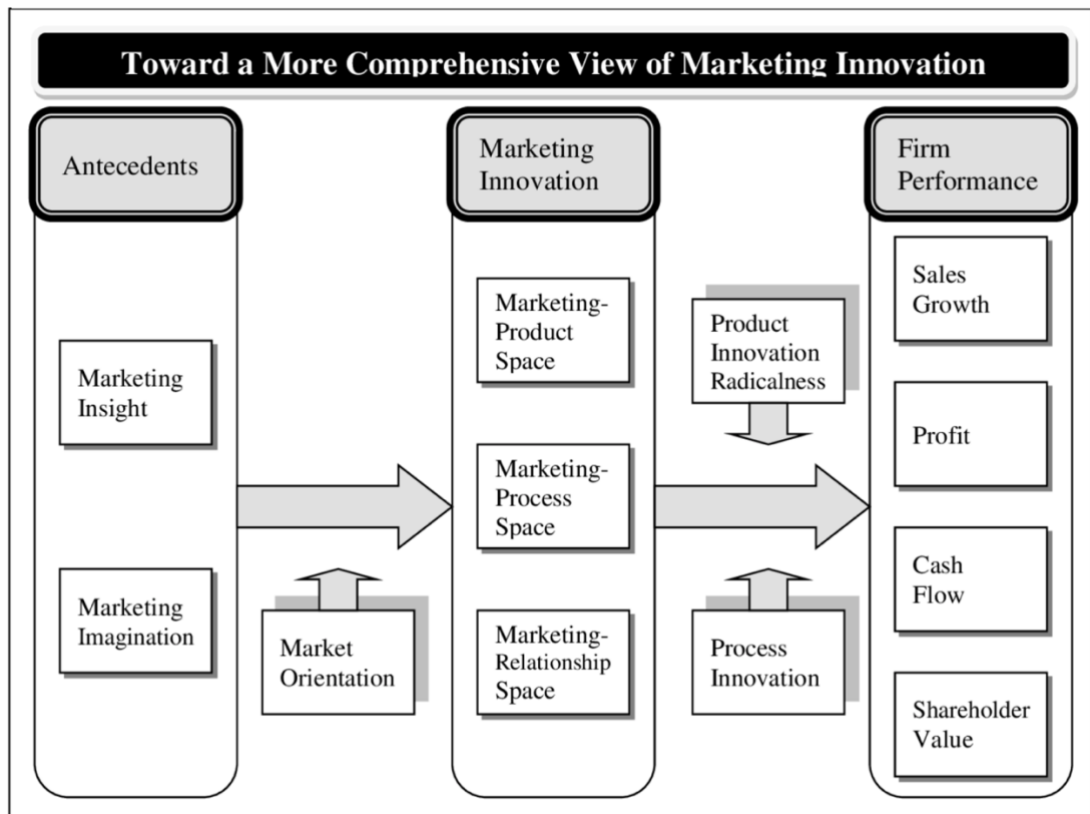 Toward a More Comprehensive View of Marketing Innovation
Antecedents
Marketing
Insight
Marketing
Imagination
Market
Orientation
Marketing
Innovation
Marketing-
Product
Space
Marketing-
Process
Space
Marketing-
Relationship
Space
Product
Innovation
Radicalness
Process
Innovation
Firm
Performance
Sales
Growth
Profit
Cash
Flow
Shareholder
Value